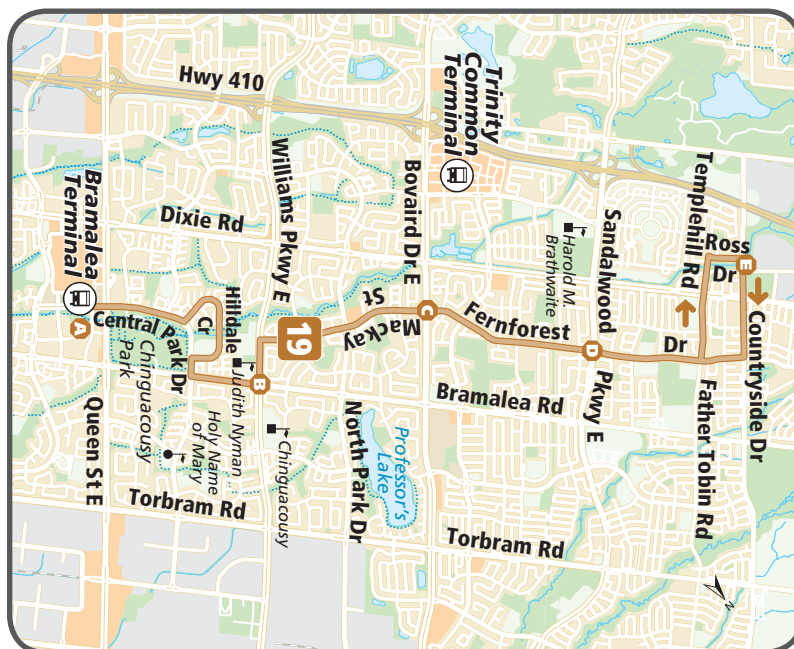 Hwy 410
Trinity
Common
Terminal
Bramalea
Terminal
Dixie Rd
Williams Pkwy E
Bovaird Dr E
Harold M.
Brathwaite
Sandalwood
Pkwy E
Templehill Rd
Ross
Dr
E
Countryside Dr
Fernforest
Dr
D
C
Mackay
St
19
Hilldale
Cr
A
Central Park Dr
Chinguacousy
Park
B
Judith Nyman
Holy Name
of Mary
Chinguacousy
Queen St E
Torbram Rd
North Park Dr
Professor's
Lake
Bramalea Rd
Father Tobin Rd
Torbram Rd
N